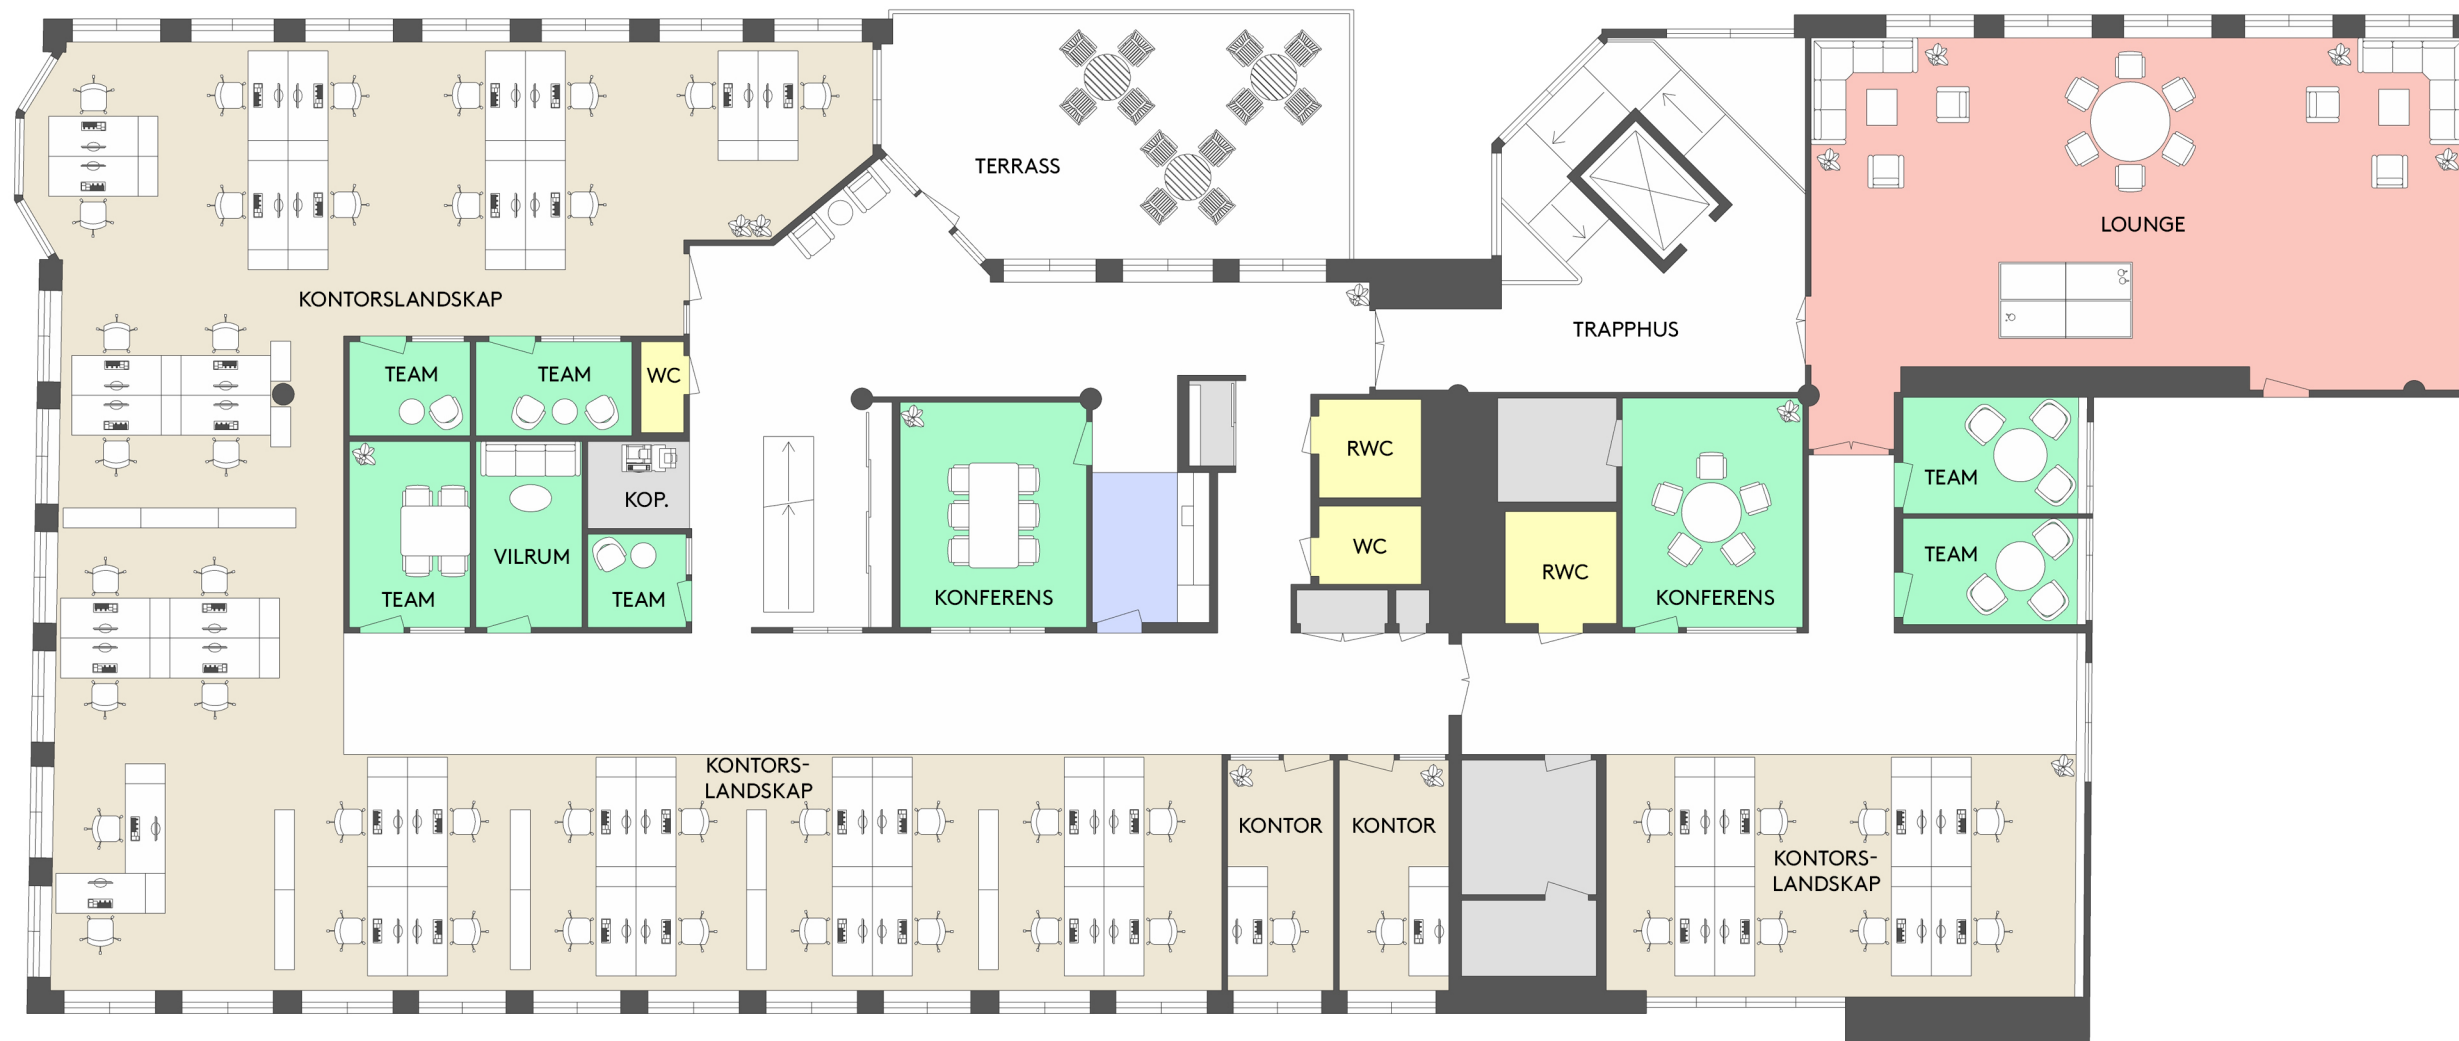 TERRASS
LOUNGE
KONTORSLANDSKAP
TRAPPHUS
TEAM
TEAM
WC
RWC
TEAM
KOP.
VILRUM
WC
TEAM
RWC
TEAM
TEAM
KONFERENS
KONFERENS
KONTORS-
LANDSKAP
KONTOR
KONTOR
KONTORS-
LANDSKAP